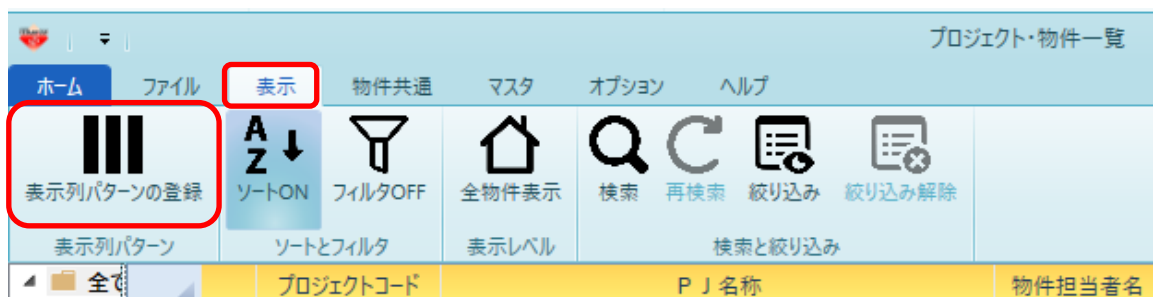 プロジェクト・物件一覧
ホーム ファイル 表示 物件共通 マスタ オプション ヘルプ
表示列パターンの登録 ソートON フィルタOFF 全物件表示 検索 再検索 絞り込み 絞り込み解除
表示列パターン ソートとフィルタ 表示レベル 検索と絞り込み
全て プロジェクトコード ＰＪ名称 物件担当者名